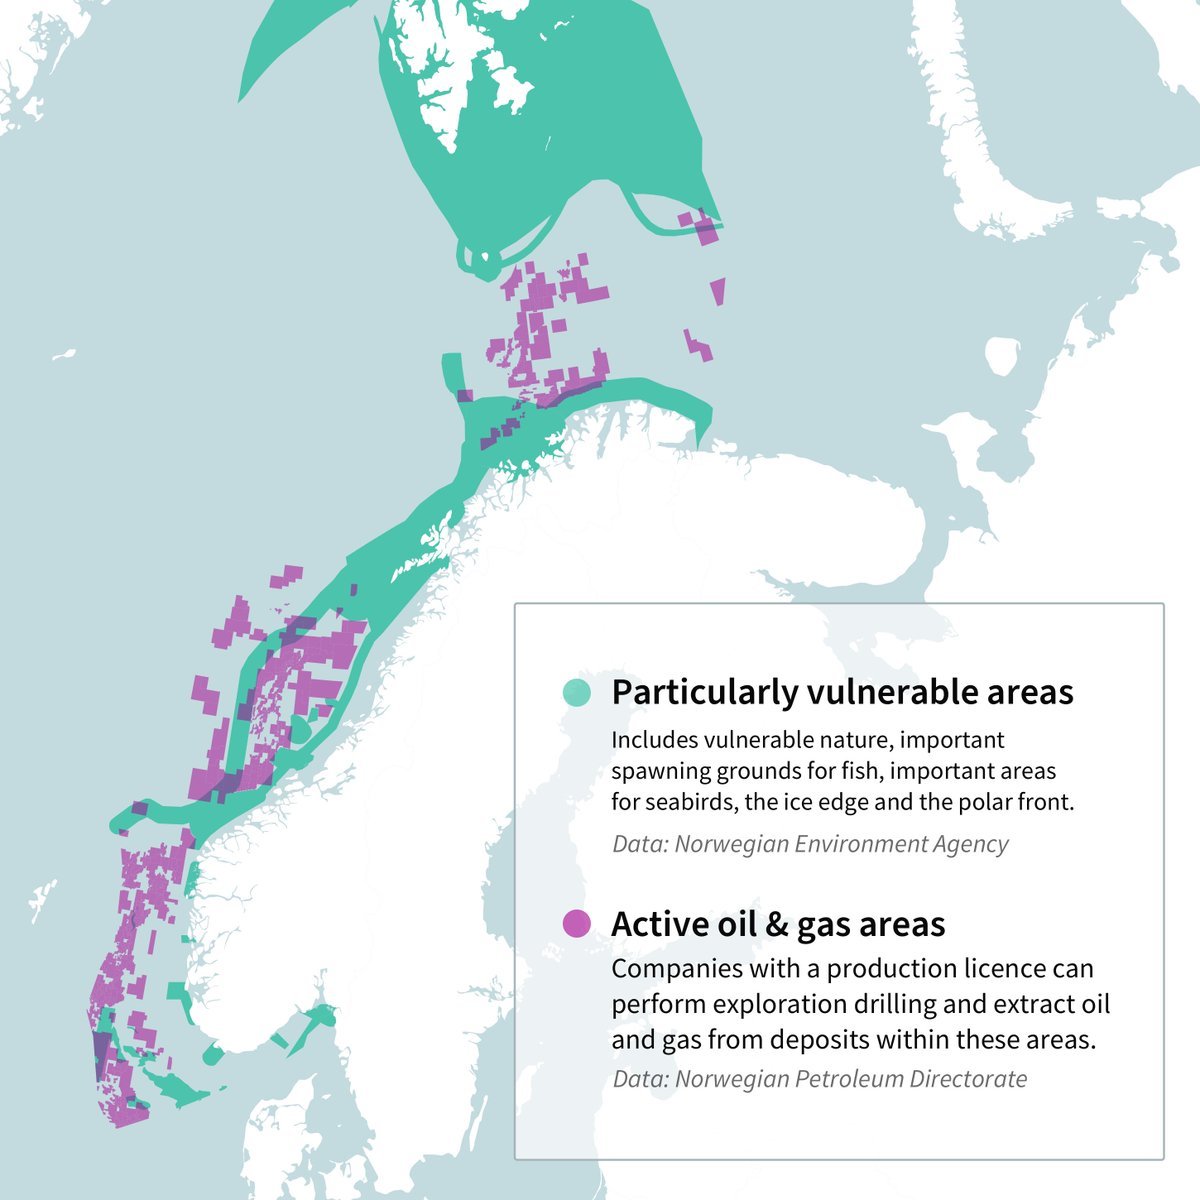 Particularly vulnerable areas
Includes vulnerable nature, important
spawning grounds for fish, important areas
for seabirds, the ice edge and the polar front.
Data: Norwegian Environment Agency
Active oil & gas areas
Companies with a production licence can
perform exploration drilling and extract oil
and gas from deposits within these areas.
Data: Norwegian Petroleum Directorate